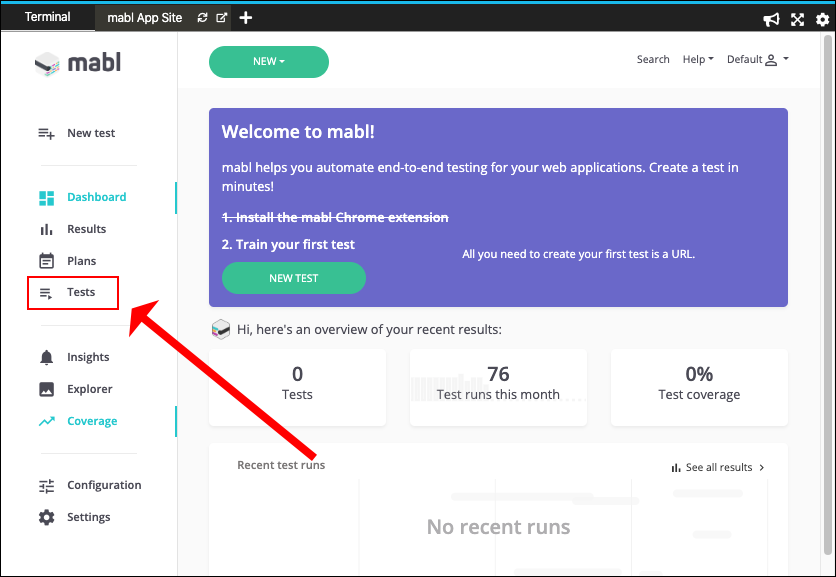 Terminal
mabl App Site
mabl
NEW
Search
Help
Default
New test
Dashboard
Results
Plans
Tests
Insights
Explorer
Coverage
Configuration
Settings
Welcome to mabl!
mabl helps you automate end-to-end testing for your web applications. Create a test in
minutes!
1. Install the mabl Chrome extension
2. Train your first test
NEW TEST
All you need to create your first test is a URL.
Hi, here's an overview of your recent results:
0
Tests
76
Test runs this month
0%
Test coverage
Recent test runs
See all results
No recent runs